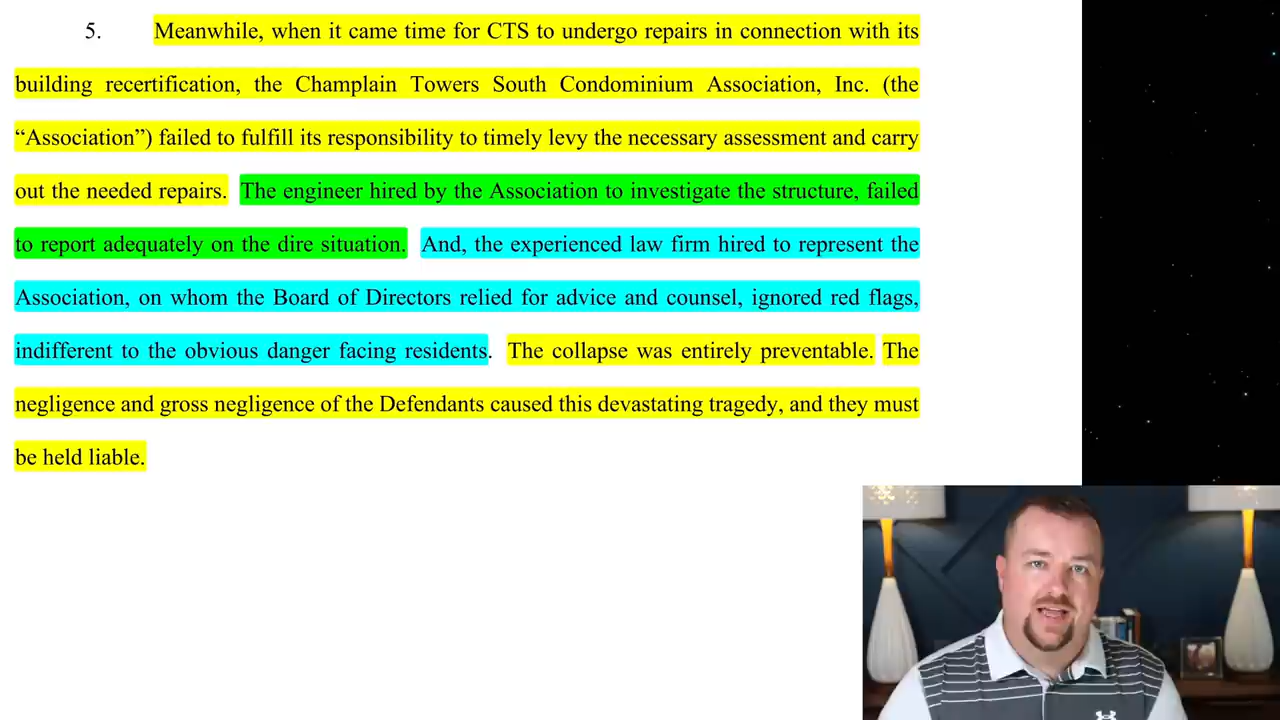 5. Meanwhile, when it came time for CTS to undergo repairs in connection with its
building recertification, the Champlain Towers South Condominium Association, Inc. (the
“Association”) failed to fulfill its responsibility to timely levy the necessary assessment and carry
out the needed repairs. The engineer hired by the Association to investigate the structure, failed
to report adequately on the dire situation. And, the experienced law firm hired to represent the
Association, on whom the Board of Directors relied for advice and counsel, ignored red flags,
indifferent to the obvious danger facing residents. The collapse was entirely preventable. The
negligence and gross negligence of the Defendants caused this devastating tragedy, and they must
be held liable.